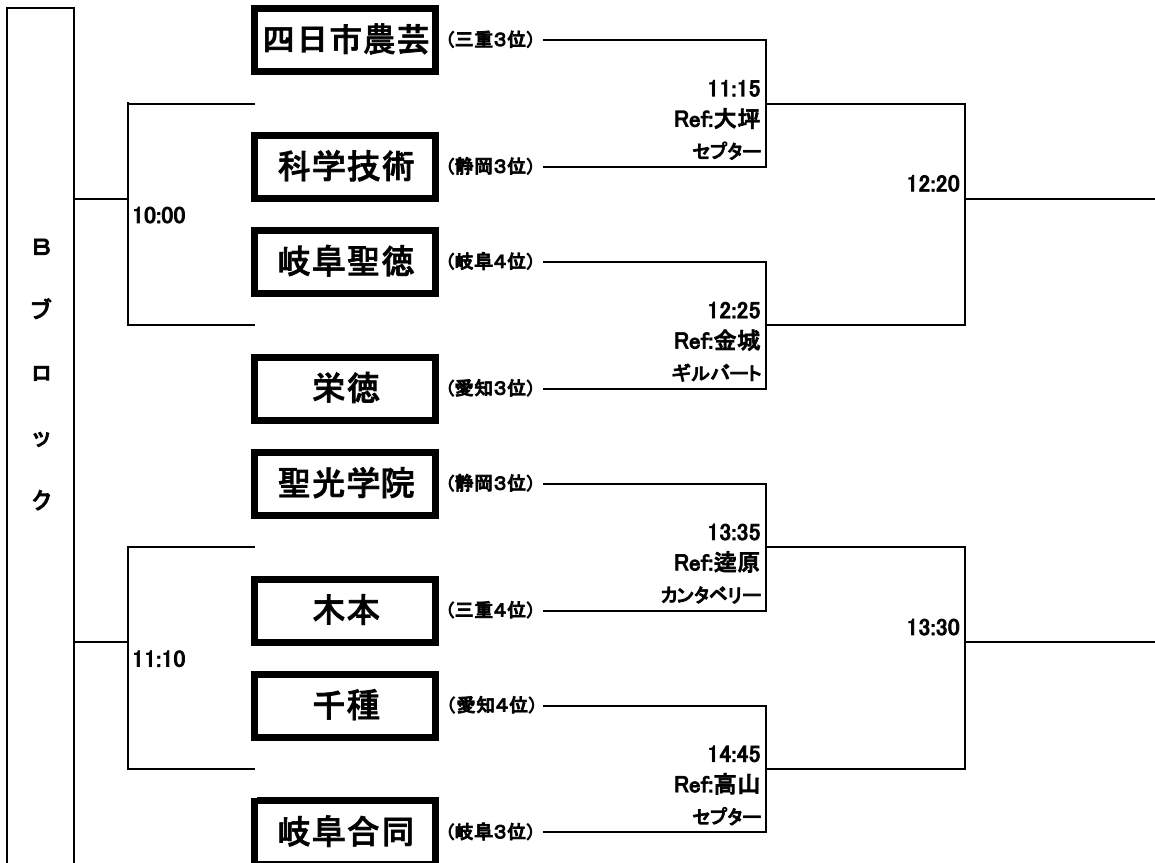 Bブロック
四日市農芸 (三重3位)
11:15
Ref:大坪
セプター
科学技術 (静岡3位)
12:20
10:00
岐阜聖徳 (岐阜4位)
12:25
Ref:金城
ギルバート
栄徳 (愛知3位)
聖光学院 (静岡3位)
13:35
Ref:逵原
カンタベリー
木本 (三重4位)
13:30
11:10
千種 (愛知4位)
14:45
Ref:高山
セプター
岐阜合同 (岐阜3位)